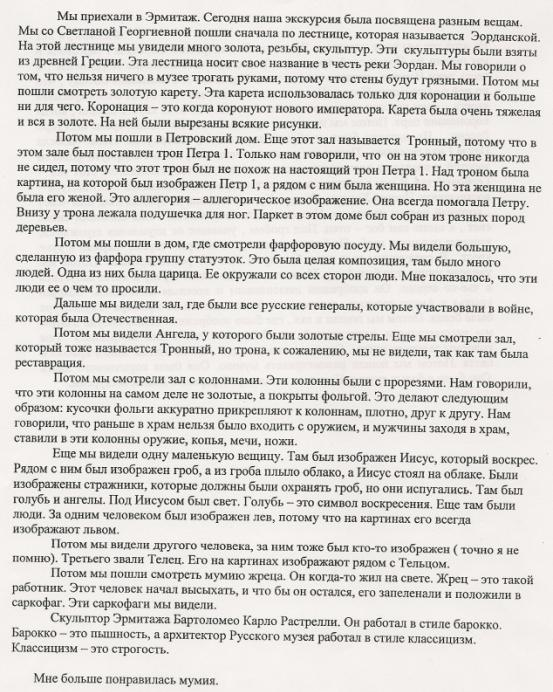 Мы приехали в Эрмитаж. Сегодня наша экскурсия была посвящена разным вещам.
Мы со Светланой Георгиевной пошли сначала по лестнице, которая называется Эорданской.
На этой лестнице мы увидели много золота, резьбы, скульптур. Эти скульптуры были взяты
из древней Греции. Эта лестница носит свое название в честь реки Эордан. Мы говорили о
том, что нельзя ничего в музее трогать руками, потому что стены будут грязными. Потом мы
пошли смотреть золотую карету. Эта карета использовалась только для коронации и больше
ни для чего. Коронация – это когда коронуют нового императора. Карета была очень тяжелая
и вся в золоте. На ней были вырезаны всякие рисунки.
Потом мы пошли в Петровский дом. Еще этот зал называется Тронный, потому что в
этом зале был поставлен трон Петра 1. Только нам говорили, что он на этом троне никогда
не сидел, потому что этот трон был не похож на настоящий трон Петра 1. Над троном была
картина, на которой был изображен Петр 1, а рядом с ним была женщина. Но эта женщина не
была его женой. Это аллегория – аллегорическое изображение. Она всегда помогала Петру.
Внизу у трона лежала подушечка для ног. Паркет в этом доме был собран из разных пород
деревьев.
Потом мы пошли в дом, где смотрели фарфоровую посуду. Мы видели большую,
сделанную из фарфора группу статуэток. Это была целая композиция, там было много
людей. Одна из них была царица. Ее окружали со всех сторон люди. Мне показалось, что эти
люди ее о чем то просили.
Дальше мы видели зал, где были все русские генералы, которые участвовали в войне,
которая была Отечественная.
Потом мы видели Ангела, у которого были золотые стрелы. Еще мы смотрели зал,
который тоже называется Тронный, но трона, к сожалению, мы не видели, так как там была
реставрация.
Потом мы смотрели зал с колоннами. Эти колонны были с прорезями. Нам говорили,
что эти колонны на самом деле не золотые, а покрыты фольгой. Это делают следующим
образом: кусочки фольги аккуратно прикрепляют к колоннам, плотно, друг к другу. Нам
говорили, что раньше в храм нельзя было входить с оружием, и мужчины заходя в храм,
ставили в эти колонны оружие, копья, мечи, ножи.
Еще мы видели одну маленькую вещицу. Там был изображен Иисус, который воскрес.
Рядом с ним был изображен гроб, а из гроба плыло облако, а Иисус стоял на облаке. Были
изображены стражники, которые должны были охранять гроб, но они испугались. Там был
голубь и ангелы. Под Иисусом был свет. Голубь – это символ воскресения. Еще там были
люди. За одним человеком был изображен лев, потому что на картинах его всегда
изображают львом.
Потом мы видели другого человека, за ним тоже был кто-то изображен ( точно я не
помню). Третьего звали Телец. Его на картинах изображают рядом с Тельцом.
Потом мы пошли смотреть мумию жреца. Он когда-то жил на свете. Жрец – это такой
работник. Этот человек начал высыхать, и что бы он остался, его запеленали и положили в
саркофаг. Эти саркофаги мы видели.
Скульптор Эрмитажа Бартоломео Карло Растрелли. Он работал в стиле барокко.
Барокко – это пышность, а архитектор Русского музея работал в стиле классицизм.
Классицизм – это строгость.
Мне больше понравилась мумия.